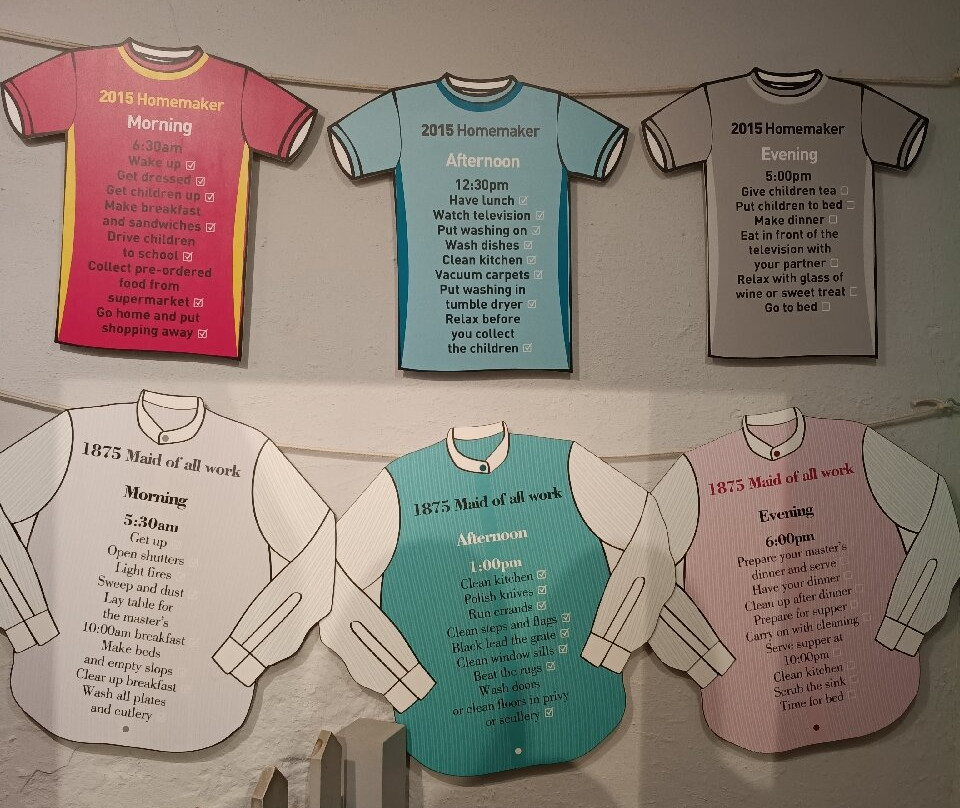 2015 Homemaker
Morning
6:30am
Wake up
Get dressed
Get children up
Make breakfast
and sandwiches
Drive children
to school
Collect pre-ordered
food from
supermarket
Go home and put
shopping away
2015 Homemaker
Afternoon
12:30pm
Have lunch
Watch television
Put washing on
Wash dishes
Clean kitchen
Vacuum carpets
Put washing in
tumble dryer
Relax before
you collect
the children
2015 Homemaker
Evening
5:00pm
Give children tea
Put children to bed
Make dinner
Eat in front of the
television with
your partner
Relax with glass of
wine or sweet treat
Go to bed
1875 Maid of all work
Morning
5:30am
Get up
Open shutters
Light fires
Sweep and dust
Lay table for
the master's
10:00am breakfast
Make beds
and empty slops
Clear up breakfast
Wash all plates
and cutlery
1875 Maid of all work
Afternoon
1:00pm
Clean kitchen
Polish knives
Run errands
Clean steps and flags
Black lead the grate
Clean window sills
Beat the rugs
Wash doors
or clean floors in privy
or scullery
1875 Maid of all work
Evening
6:00pm
Prepare your master's
dinner and serve
Have your dinner
Clean up after dinner
Prepare for supper
Carry on with cleaning
Serve supper at
10:00pm
Clean kitchen
Scrub the sink
Time for bed